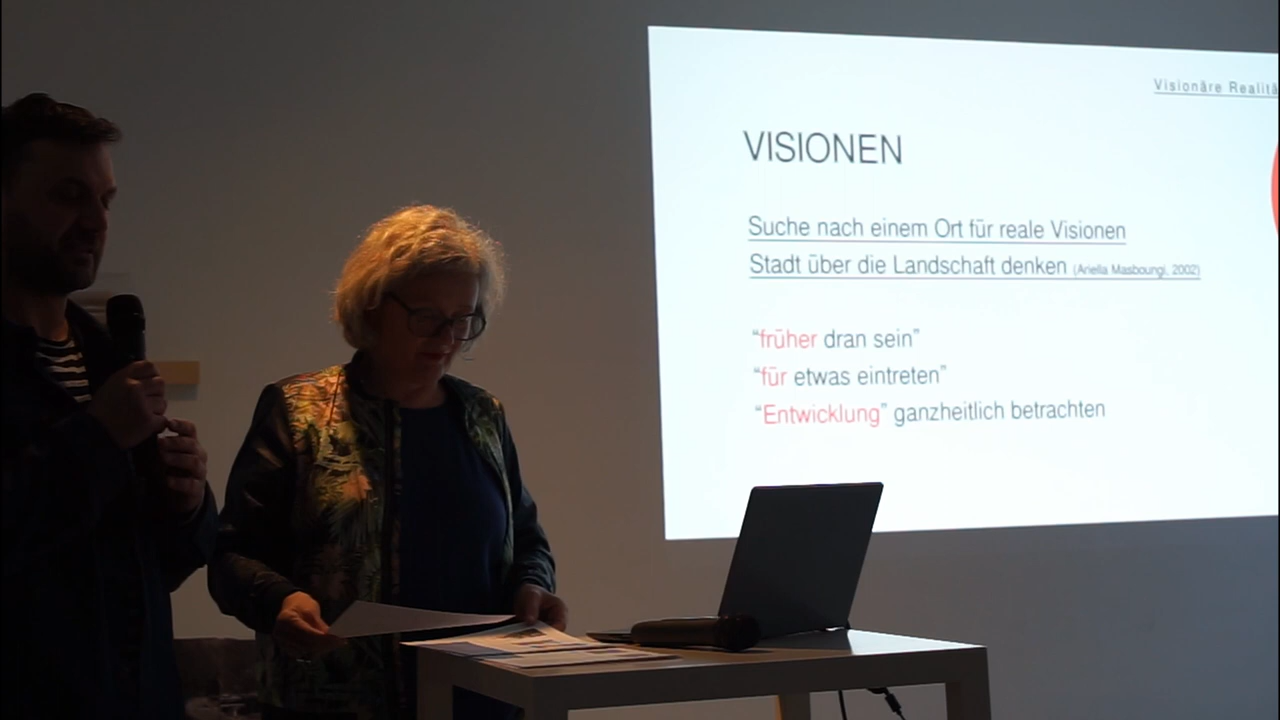 Visionäre Realitä
VISIONEN
Suche nach einem Ort für reale Visionen
Stadt über die Landschaft denken (Ariella Masboungi, 2002)
“früher dran sein”
“für etwas eintreten”
“Entwicklung” ganzheitlich betrachten